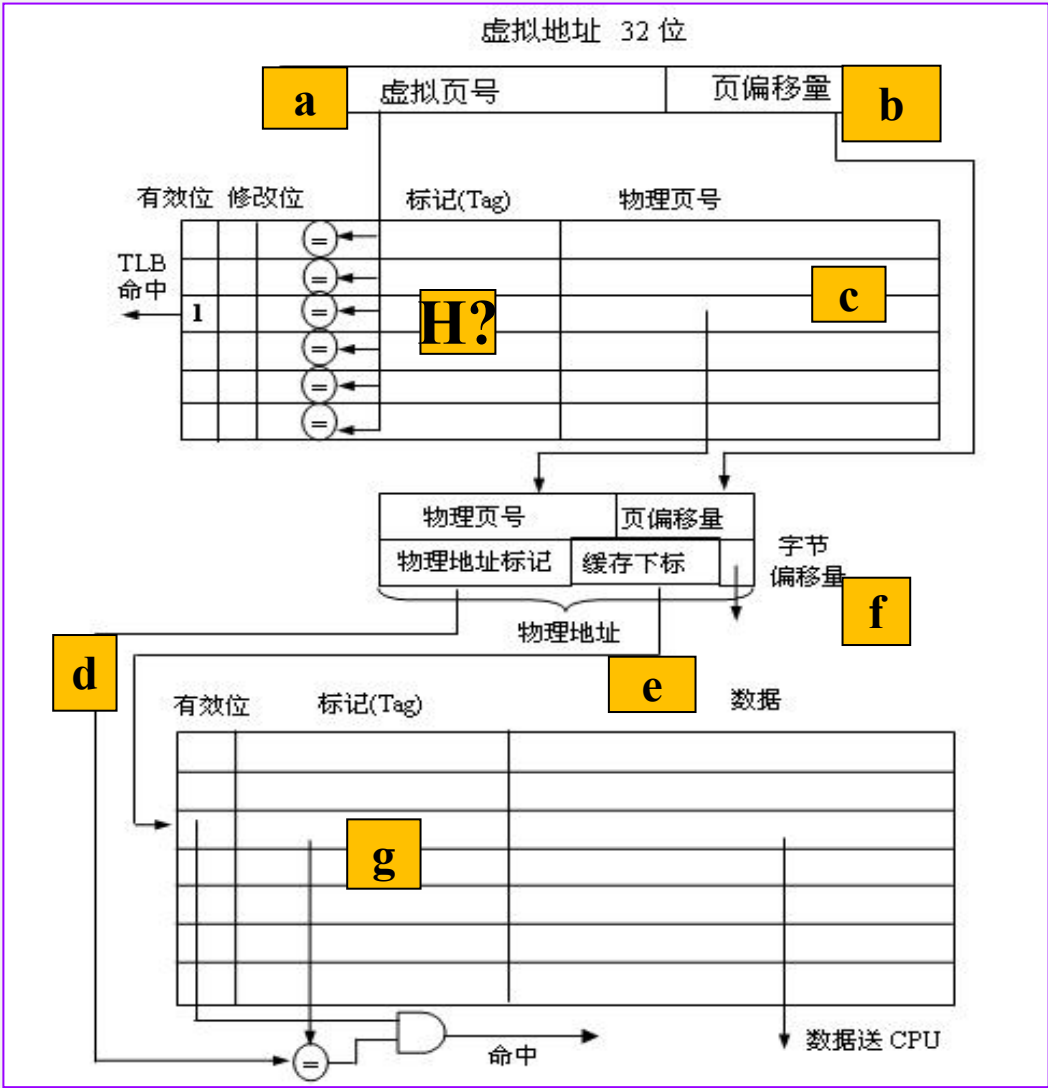 虚拟地址 32 位
a 虚拟页号 页偏移量 b
有效位 修改位 标记(Tag) 物理页号
=
TLB
命中
=
1 = H? c
=
=
=
物理页号 页偏移量
物理地址标记 缓存下标
字节
偏移量
f
物理地址
d
e
有效位 标记(Tag) 数据
g
=
命中
数据送 CPU